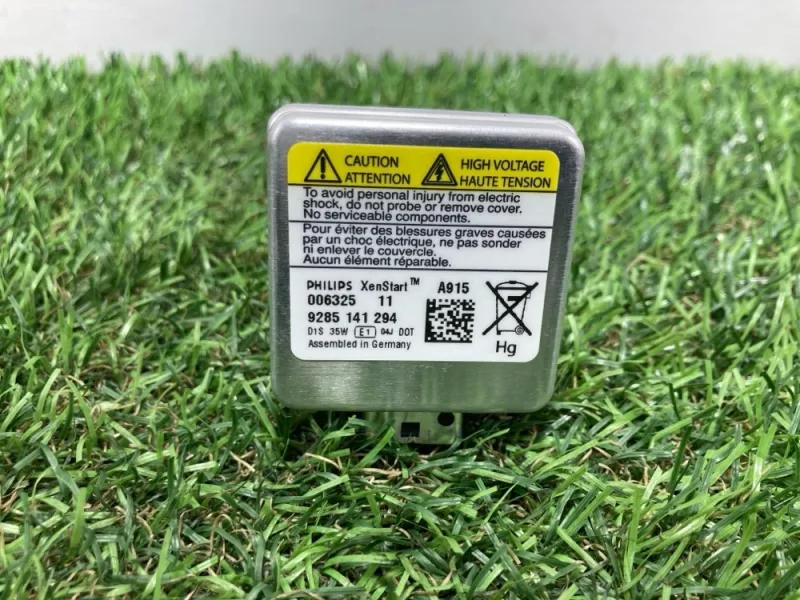 CAUTION
ATTENTION
HIGH VOLTAGE
HAUTE TENSION
To avoid personal injury from electric
shock, do not probe or remove cover.
No serviceable components.
Pour éviter des blessures graves causées
par un choc électrique, ne pas sonder
ni enlever le couvercle.
Aucun élément réparable.
PHILIPS XenStart™ A915
006325 11
9285 141 294
D1S 35W E1 04J DOT
Assembled in Germany
Hg